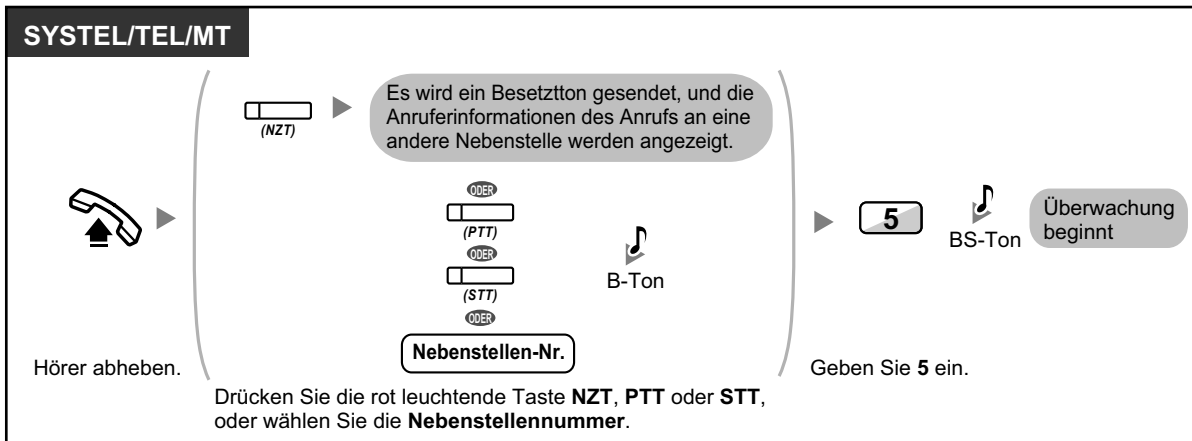 SYSTEL/TEL/MT
(NZT)
Es wird ein Besetztton gesendet, und die
Anruferinformationen des Anrufs an eine
andere Nebenstelle werden angezeigt.
ODER
(PTT)
ODER
(STT)
ODER
Nebenstellen-Nr.
B-Ton
5
BS-Ton
Überwachung
beginnt
Hörer abheben.
Drücken Sie die rot leuchtende Taste NZT, PTT oder STT,
oder wählen Sie die Nebenstellennummer.
Geben Sie 5 ein.